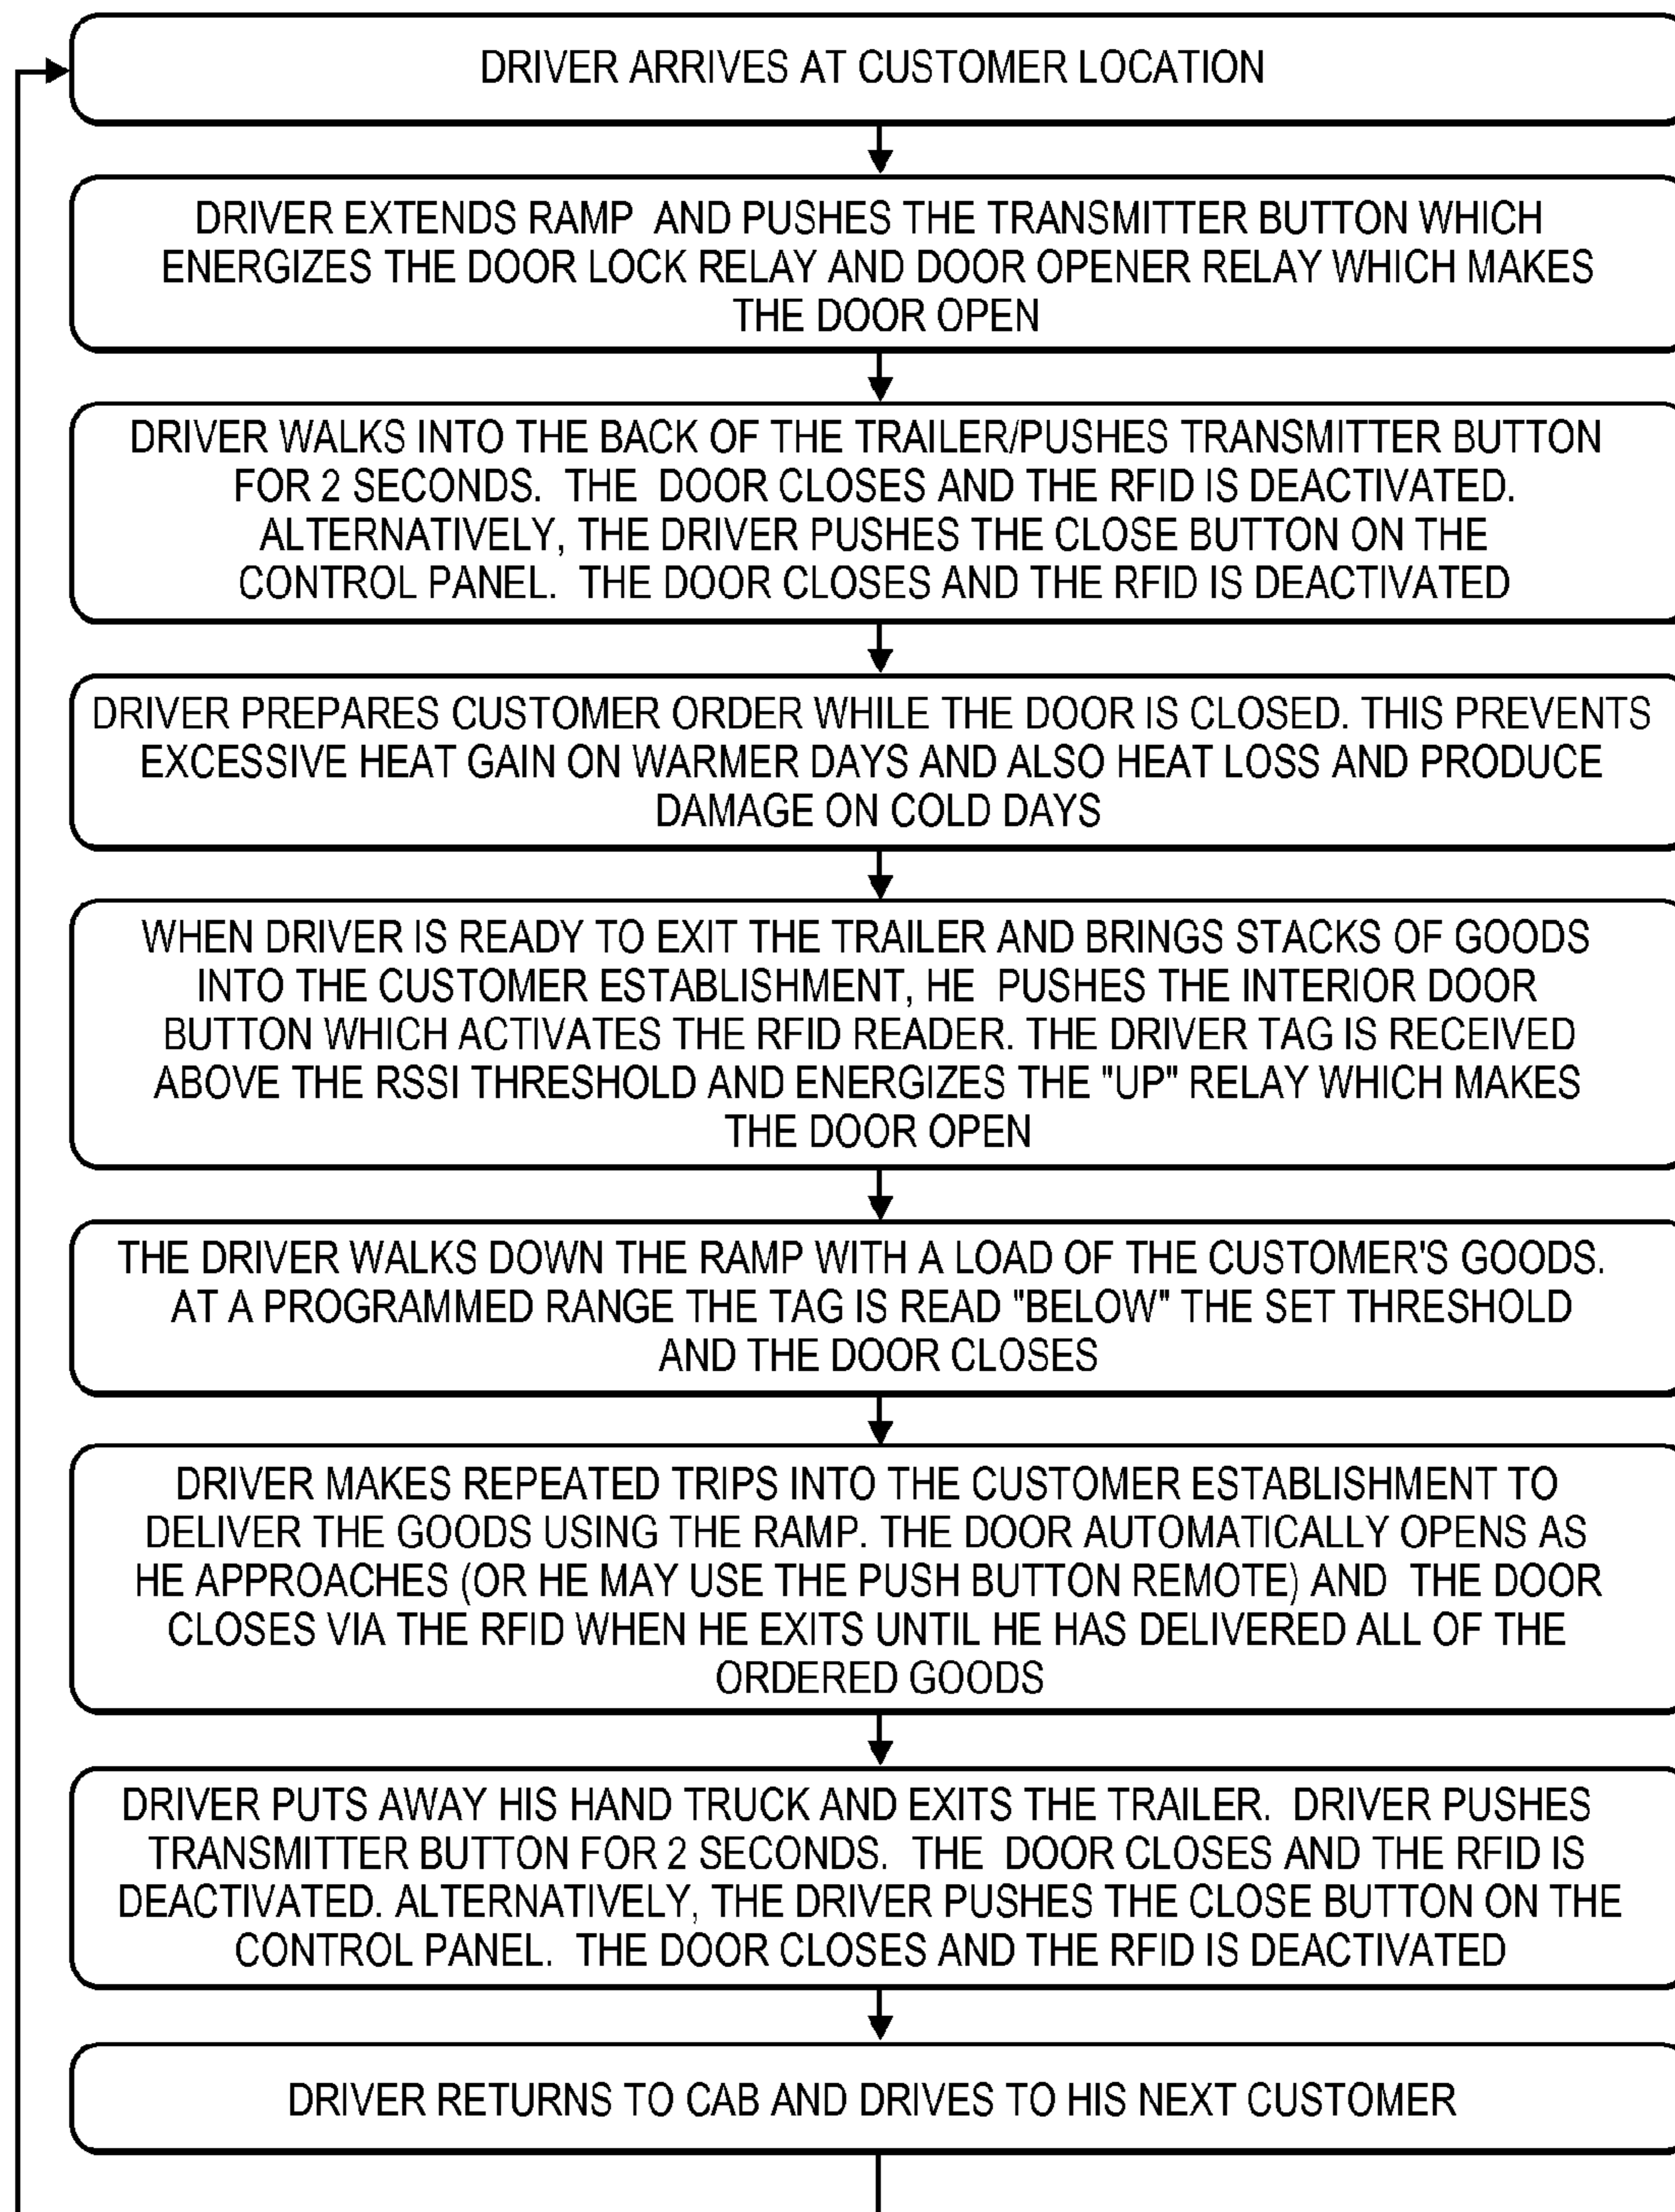 DRIVER ARRIVES AT CUSTOMER LOCATION
DRIVER EXTENDS RAMP AND PUSHES THE TRANSMITTER BUTTON WHICH
ENERGIZES THE DOOR LOCK RELAY AND DOOR OPENER RELAY WHICH MAKES
THE DOOR OPEN
DRIVER WALKS INTO THE BACK OF THE TRAILER/PUSHES TRANSMITTER BUTTON
FOR 2 SECONDS. THE DOOR CLOSES AND THE RFID IS DEACTIVATED.
ALTERNATIVELY, THE DRIVER PUSHES THE CLOSE BUTTON ON THE
CONTROL PANEL. THE DOOR CLOSES AND THE RFID IS DEACTIVATED
DRIVER PREPARES CUSTOMER ORDER WHILE THE DOOR IS CLOSED. THIS PREVENTS
EXCESSIVE HEAT GAIN ON WARMER DAYS AND ALSO HEAT LOSS AND PRODUCE
DAMAGE ON COLD DAYS
WHEN DRIVER IS READY TO EXIT THE TRAILER AND BRINGS STACKS OF GOODS
INTO THE CUSTOMER ESTABLISHMENT, HE PUSHES THE INTERIOR DOOR
BUTTON WHICH ACTIVATES THE RFID READER. THE DRIVER TAG IS RECEIVED
ABOVE THE RSSI THRESHOLD AND ENERGIZES THE "UP" RELAY WHICH MAKES
THE DOOR OPEN
THE DRIVER WALKS DOWN THE RAMP WITH A LOAD OF THE CUSTOMER'S GOODS.
AT A PROGRAMMED RANGE THE TAG IS READ "BELOW" THE SET THRESHOLD
AND THE DOOR CLOSES
DRIVER MAKES REPEATED TRIPS INTO THE CUSTOMER ESTABLISHMENT TO
DELIVER THE GOODS USING THE RAMP. THE DOOR AUTOMATICALLY OPENS AS
HE APPROACHES (OR HE MAY USE THE PUSH BUTTON REMOTE) AND THE DOOR
CLOSES VIA THE RFID WHEN HE EXITS UNTIL HE HAS DELIVERED ALL OF THE
ORDERED GOODS
DRIVER PUTS AWAY HIS HAND TRUCK AND EXITS THE TRAILER. DRIVER PUSHES
TRANSMITTER BUTTON FOR 2 SECONDS. THE DOOR CLOSES AND THE RFID IS
DEACTIVATED. ALTERNATIVELY, THE DRIVER PUSHES THE CLOSE BUTTON ON THE
CONTROL PANEL. THE DOOR CLOSES AND THE RFID IS DEACTIVATED
DRIVER RETURNS TO CAB AND DRIVES TO HIS NEXT CUSTOMER